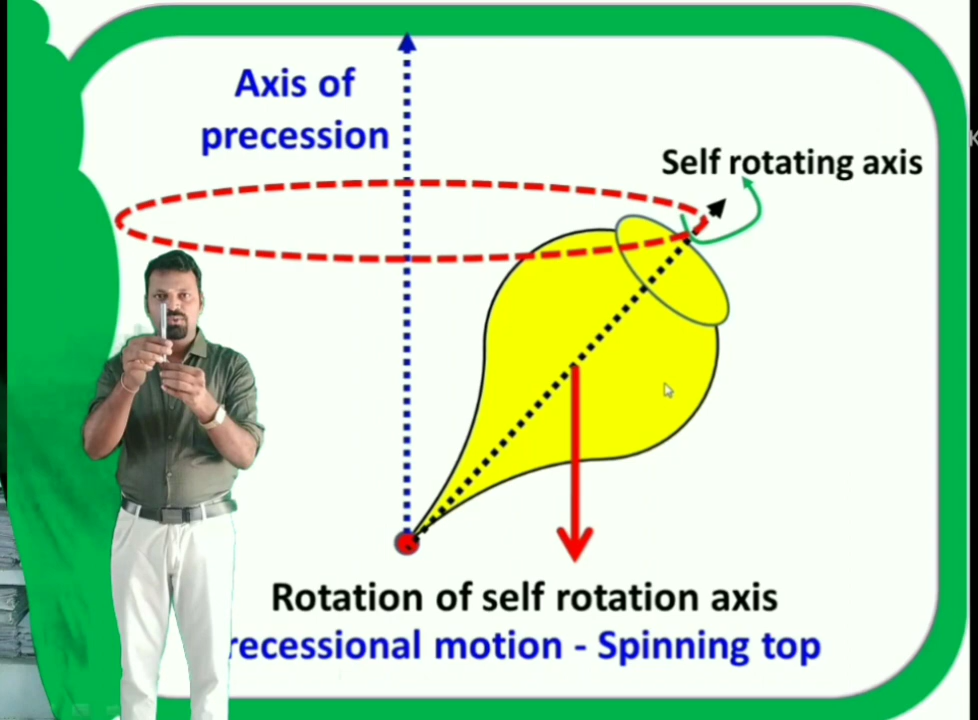 Axis of
precession
Self rotating axis
Rotation of self rotation axis
recessional motion - Spinning top